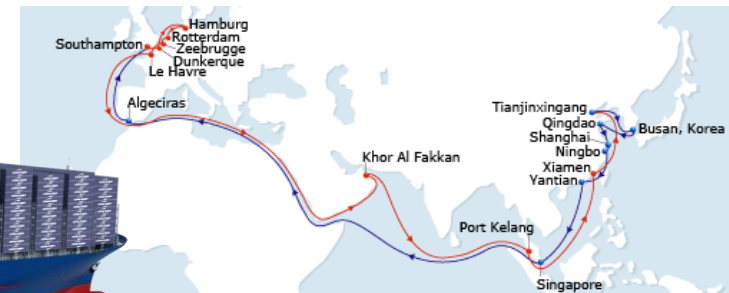 Hamburg
Rotterdam
Southampton
Zeebrugge
Dunkerque
Le Havre
Algeciras
Khor Al Fakkan
Port Kelang
Singapore
Tianjinxingang
Qingdao
Busan, Korea
Shanghai
Ningbo
Xiamen
Yantian